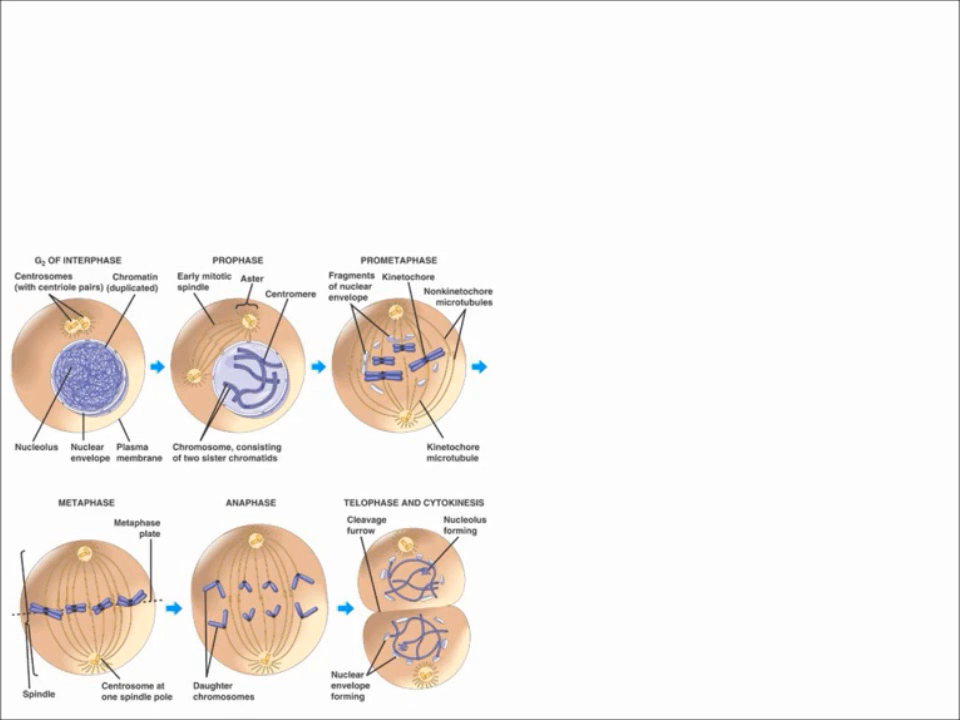 G₂ OF INTERPHASE
Centrosomes
(with centriole pairs)
Chromatin
(duplicated)
Nucleolus
Nuclear
envelope
Plasma
membrane
PROPHASE
Early mitotic
spindle
Aster
Centromere
Chromosome, consisting
of two sister chromatids
PROMETAPHASE
Fragments
of nuclear
envelope
Kinetochore
Nonkinetochore
microtubules
Kinetochore
microtubule
METAPHASE
Metaphase
plate
Spindle
Centrosome at
one spindle pole
ANAPHASE
Daughter
chromosomes
TELOPHASE AND CYTOKINESIS
Cleavage
furrow
Nucleolus
forming
Nuclear
envelope
forming